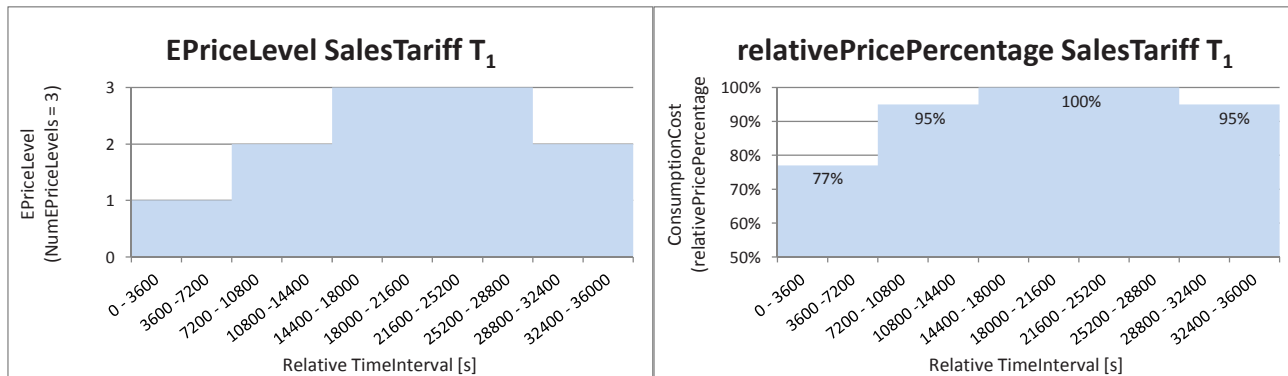 EPriceLevel SalesTariff T₁
EPriceLevel
(NumEPriceLevels = 3)
3
2
1
0
0 - 3600
3600 -7200
7200 - 10800
10800 -14400
14400 - 18000
18000 - 21600
21600 - 25200
25200 - 28800
28800 - 32400
32400 - 36000
Relative TimeInterval [s]
relativePricePercentage SalesTariff T₁
ConsumptionCost
(relativePricePercentage
100%
90%
80%
70%
60%
50%
77%
95%
100%
95%
0 - 3600
3600 -7200
7200 - 10800
10800 -14400
14400 - 18000
18000 - 21600
21600 - 25200
25200 - 28800
28800 - 32400
32400 - 36000
Relative TimeInterval [s]